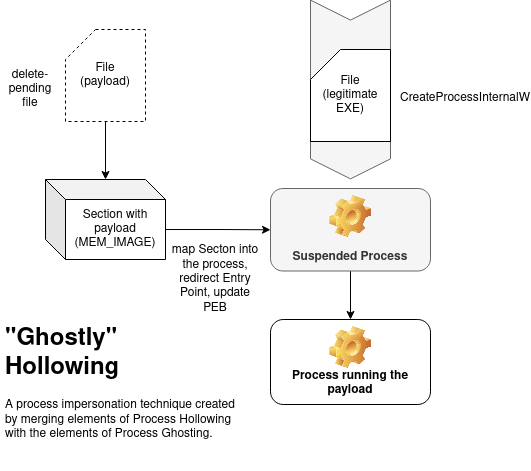 delete-
pending
file
File
(payload)
File
(legitimate
EXE)
CreateProcessInternalW
Section with
payload
(MEM_IMAGE)
map Secton into
the process,
redirect Entry
Point, update
PEB
Suspended Process
Process running the
payload
"Ghostly"
Hollowing
A process impersonation technique created
by merging elements of Process Hollowing
with the elements of Process Ghosting.